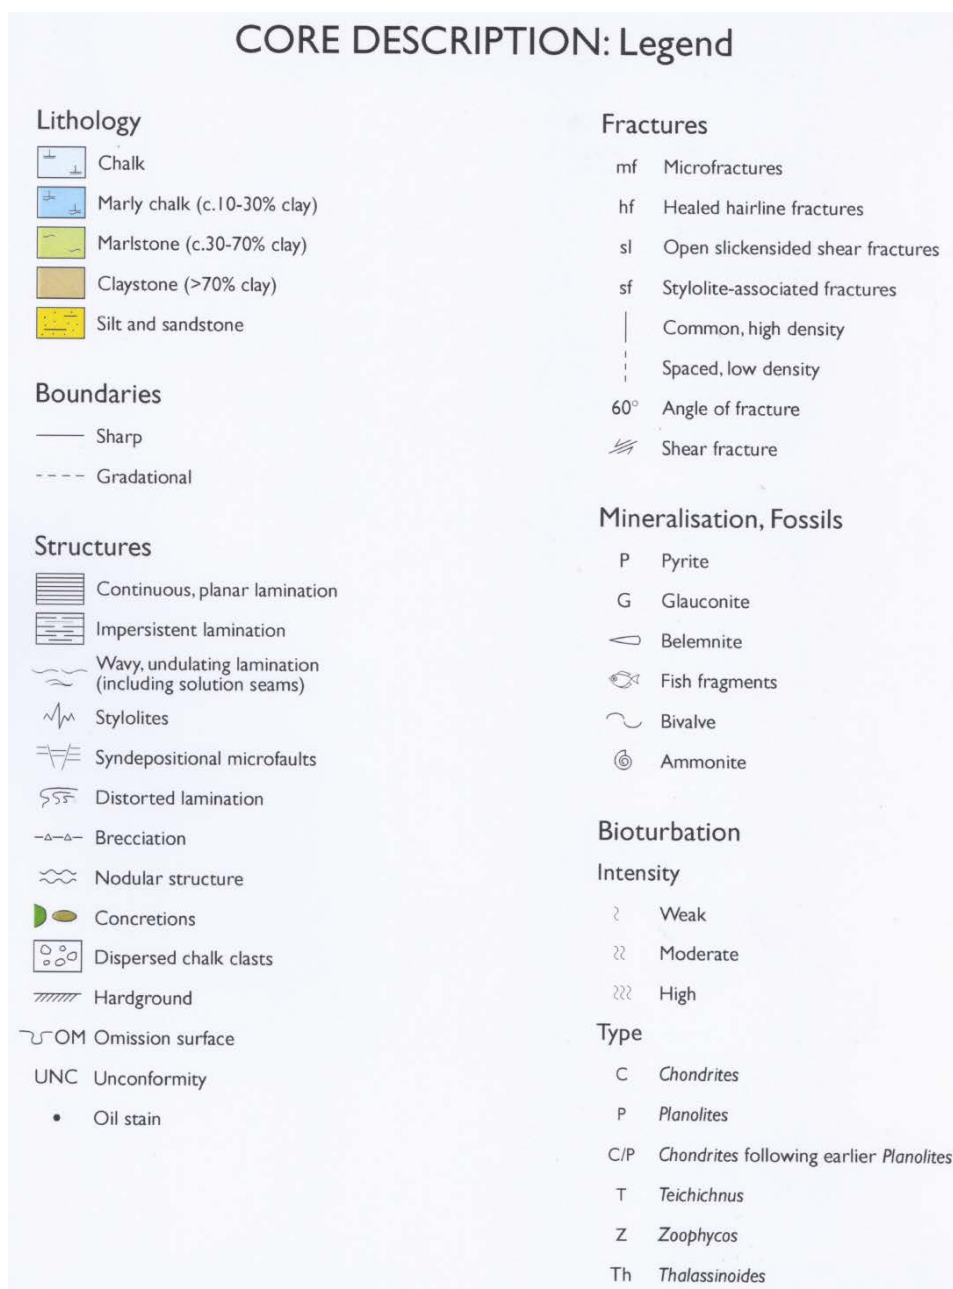 CORE DESCRIPTION: Legend
Lithology
Chalk
Marly chalk (c.10-30% clay)
Marlstone (c.30-70% clay)
Claystone (>70% clay)
Silt and sandstone
Boundaries
Sharp
Gradational
Structures
Continuous, planar lamination
Impersistent lamination
Wavy, undulating lamination
(including solution seams)
Stylolites
Syndepositional microfaults
Distorted lamination
Brecciation
Nodular structure
Concretions
Dispersed chalk clasts
Hardground
OM Omission surface
UNC Unconformity
Oil stain
Fractures
mf Microfractures
hf Healed hairline fractures
sl Open slickensided shear fractures
sf Stylolite-associated fractures
Common, high density
Spaced, low density
60° Angle of fracture
Shear fracture
Mineralisation, Fossils
P Pyrite
G Glauconite
Belemnite
Fish fragments
Bivalve
Ammonite
Bioturbation
Intensity
Weak
Moderate
High
Type
C Chondrites
P Planolites
C/P Chondrites following earlier Planolites
T Teichichnus
Z Zoophycos
Th Thalassinoides